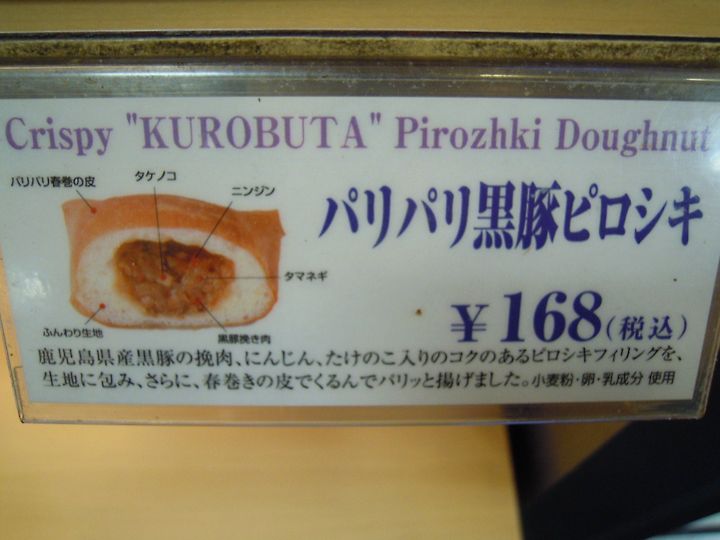 Crispy "KUROBUTA" Pirozhki Doughnut
パリパリ春巻の皮
タケノコ
ニンジン
パリパリ黒豚ピロシキ
タマネギ
ふんわり生地
黒豚挽き肉
¥168(税込)
鹿児島県産黒豚の挽肉、にんじん、たけのこ入りのコクのあるピロシキフィリングを、
生地に包み、さらに、春巻きの皮でくるんでパリッと揚げました。小麦粉・卵・乳成分 使用